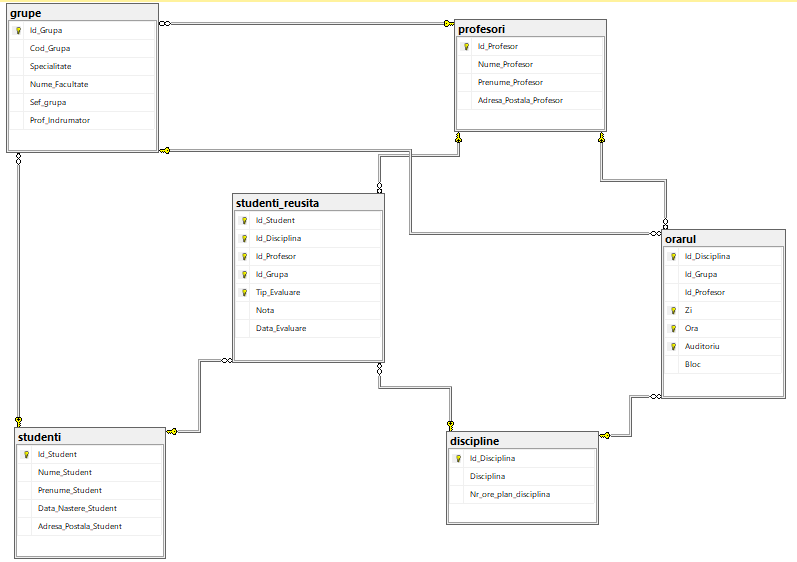 grupe
Id_Grupa
Cod_Grupa
Specialitate
Nume_Facultate
Sef_grupa
Prof_Indrumator
profesori
Id_Profesor
Nume_Profesor
Prenume_Profesor
Adresa_Postala_Profesor
studenti_reusita
Id_Student
Id_Disciplina
Id_Profesor
Id_Grupa
Tip_Evaluare
Nota
Data_Evaluare
orarul
Id_Disciplina
Id_Grupa
Id_Profesor
Zi
Ora
Auditoriu
Bloc
studenti
Id_Student
Nume_Student
Prenume_Student
Data_Nastere_Student
Adresa_Postala_Student
discipline
Id_Disciplina
Disciplina
Nr_ore_plan_disciplina